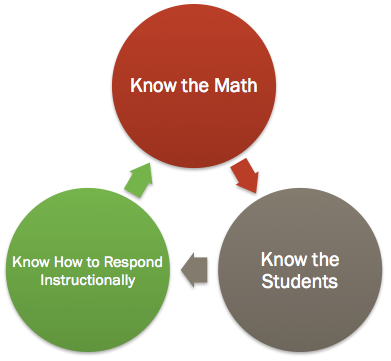 Know the Math
Know the
Students
Know How to Respond
Instructionally